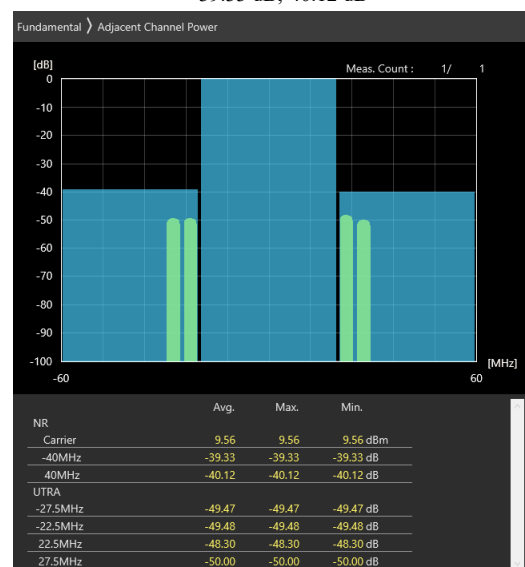 Fundamental 〉 Adjacent Channel Power
[dB]
Meas. Count : 1/ 1
0
-10
-20
-30
-40
-50
-60
-70
-80
-90
-100
[MHz]
-60 60
Avg. Max. Min.
NR
Carrier 9.56 9.56 9.56 dBm
-40MHz -39.33 -39.33 -39.33 dB
40MHz -40.12 -40.12 -40.12 dB
UTRA
-27.5MHz -49.47 -49.47 -49.47 dB
-22.5MHz -49.48 -49.48 -49.48 dB
22.5MHz -48.30 -48.30 -48.30 dB
27.5MHz -50.00 -50.00 -50.00 dB